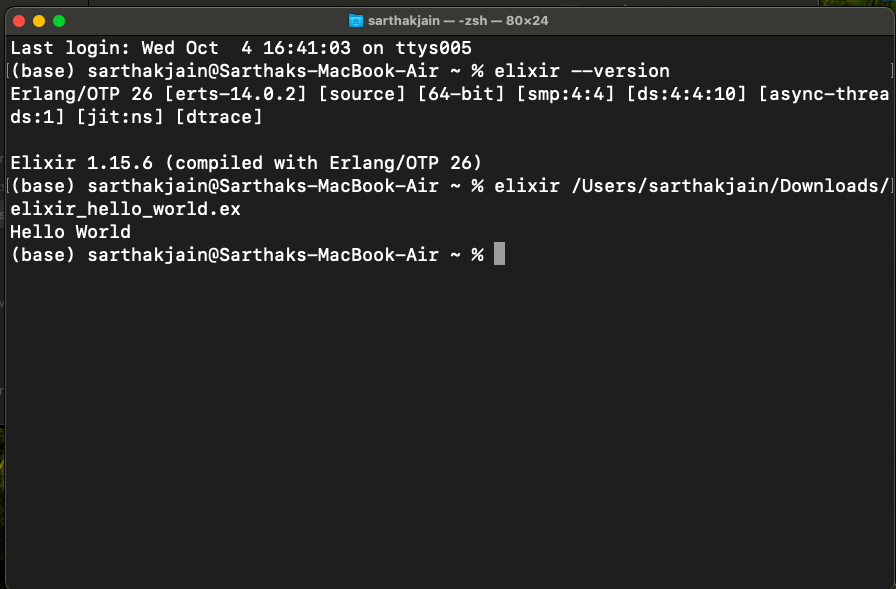 sarthakjain — -zsh — 80×24
Last login: Wed Oct  4 16:41:03 on ttys005
[(base) sarthakjain@Sarthaks-MacBook-Air ~ % elixir --version ]
Erlang/OTP 26 [erts-14.0.2] [source] [64-bit] [smp:4:4] [ds:4:4:10] [async-threa
ds:1] [jit:ns] [dtrace]
Elixir 1.15.6 (compiled with Erlang/OTP 26)
[(base) sarthakjain@Sarthaks-MacBook-Air ~ % elixir /Users/sarthakjain/Downloads/]
elixir_hello_world.ex
Hello World
(base) sarthakjain@Sarthaks-MacBook-Air ~ %